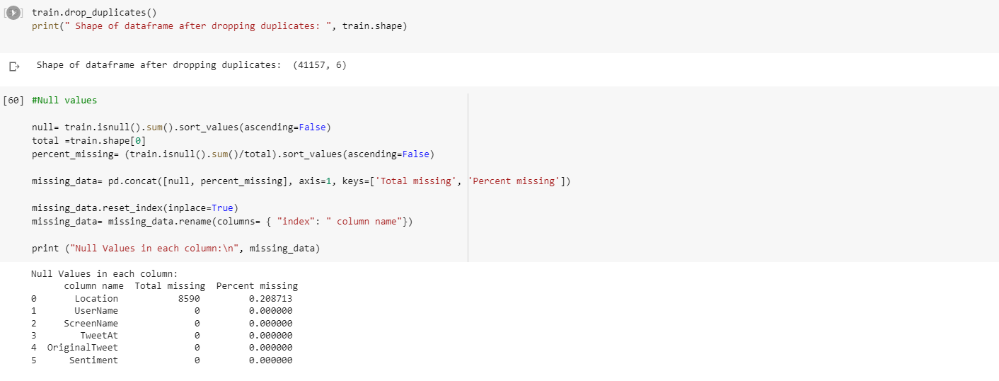 [ ] train.drop_duplicates()
print(" Shape of dataframe after dropping duplicates: ", train.shape)
Shape of dataframe after dropping duplicates:  (41157, 6)
[60] #Null values
null= train.isnull().sum().sort_values(ascending=False)
total =train.shape[0]
percent_missing= (train.isnull().sum()/total).sort_values(ascending=False)
missing_data= pd.concat([null, percent_missing], axis=1, keys=['Total missing', 'Percent missing'])
missing_data.reset_index(inplace=True)
missing_data= missing_data.rename(columns= { "index": " column name"})
print ("Null Values in each column:\n", missing_data)
Null Values in each column:
column name  Total missing  Percent missing
0       Location           8590         0.208713
1       UserName              0         0.000000
2     ScreenName              0         0.000000
3        TweetAt              0         0.000000
4  OriginalTweet              0         0.000000
5      Sentiment              0         0.000000